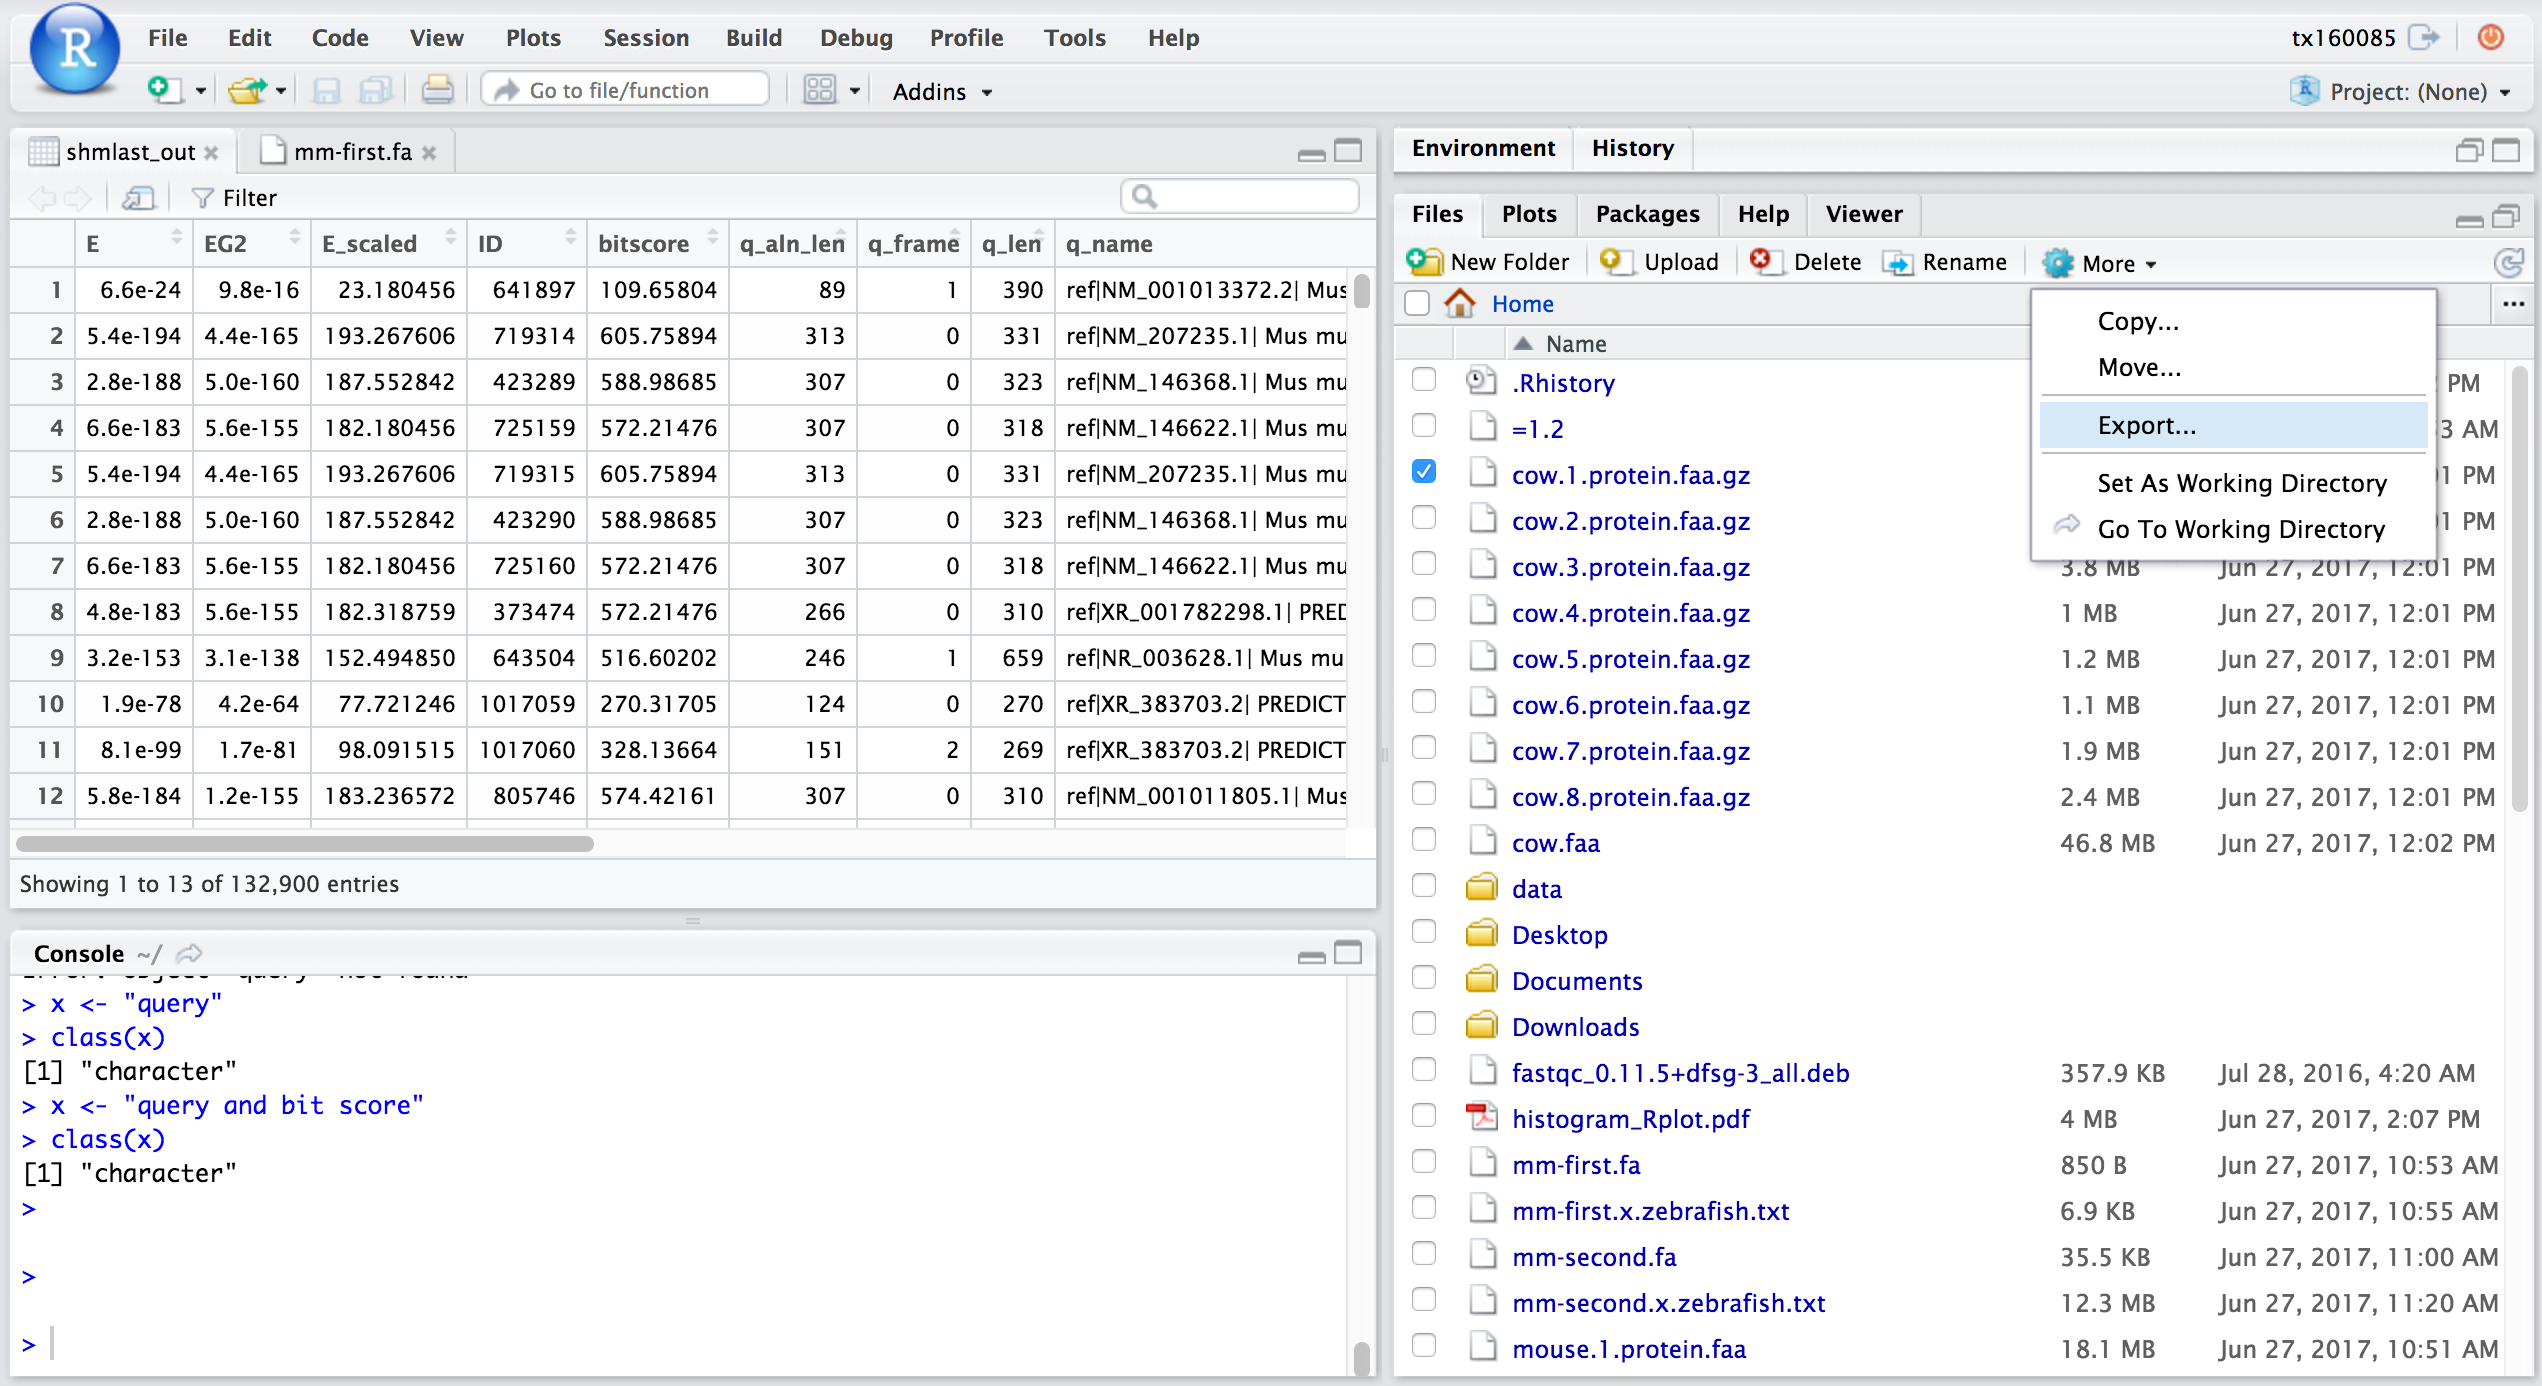 R
File Edit Code View Plots Session Build Debug Profile Tools Help
tx160085
Go to file/function
Addins
Project: (None)
shmlast_out
mm-first.fa
Filter
E EG2 E_scaled ID bitscore q_aln_len q_frame q_len q_name
1 6.6e-24 9.8e-16 23.180456 641897 109.65804 89 1 390 ref|NM_001013372.2| Mus
2 5.4e-194 4.4e-165 193.267606 719314 605.75894 313 0 331 ref|NM_207235.1| Mus mu
3 2.8e-188 5.0e-160 187.552842 423289 588.98685 307 0 323 ref|NM_146368.1| Mus mu
4 6.6e-183 5.6e-155 182.180456 725159 572.21476 307 0 318 ref|NM_146622.1| Mus mu
5 5.4e-194 4.4e-165 193.267606 719315 605.75894 313 0 331 ref|NM_207235.1| Mus mu
6 2.8e-188 5.0e-160 187.552842 423290 588.98685 307 0 323 ref|NM_146368.1| Mus mu
7 6.6e-183 5.6e-155 182.180456 725160 572.21476 307 0 318 ref|NM_146622.1| Mus mu
8 4.8e-183 5.6e-155 182.318759 373474 572.21476 266 0 310 ref|XR_001782298.1| PRED
9 3.2e-153 3.1e-138 152.494850 643504 516.60202 246 1 659 ref|NR_003628.1| Mus mu
10 1.9e-78 4.2e-64 77.721246 1017059 270.31705 124 0 270 ref|XR_383703.2| PREDICT
11 8.1e-99 1.7e-81 98.091515 1017060 328.13664 151 2 269 ref|XR_383703.2| PREDICT
12 5.8e-184 1.2e-155 183.236572 805746 574.42161 307 0 310 ref|NM_001011805.1| Mus
Showing 1 to 13 of 132,900 entries
Console ~/
> x <- "query"
> class(x)
[1] "character"
> x <- "query and bit score"
> class(x)
[1] "character"
>
>
>
Environment History
Files Plots Packages Help Viewer
New Folder Upload Delete Rename More
Home
...
Name
Copy...
Move...
Export...
Set As Working Directory
Go To Working Directory
.Rhistory PM
=1.2 3 AM
cow.1.protein.faa.gz 1 PM
cow.2.protein.faa.gz 1 PM
cow.3.protein.faa.gz 3.8 MB Jun 27, 2017, 12:01 PM
cow.4.protein.faa.gz 1 MB Jun 27, 2017, 12:01 PM
cow.5.protein.faa.gz 1.2 MB Jun 27, 2017, 12:01 PM
cow.6.protein.faa.gz 1.1 MB Jun 27, 2017, 12:01 PM
cow.7.protein.faa.gz 1.9 MB Jun 27, 2017, 12:01 PM
cow.8.protein.faa.gz 2.4 MB Jun 27, 2017, 12:01 PM
cow.faa 46.8 MB Jun 27, 2017, 12:02 PM
data
Desktop
Documents
Downloads
fastqc_0.11.5+dfsg-3_all.deb 357.9 KB Jul 28, 2016, 4:20 AM
histogram_Rplot.pdf 4 MB Jun 27, 2017, 2:07 PM
mm-first.fa 850 B Jun 27, 2017, 10:53 AM
mm-first.x.zebrafish.txt 6.9 KB Jun 27, 2017, 10:55 AM
mm-second.fa 35.5 KB Jun 27, 2017, 11:00 AM
mm-second.x.zebrafish.txt 12.3 MB Jun 27, 2017, 11:20 AM
mouse.1.protein.faa 18.1 MB Jun 27, 2017, 10:51 AM